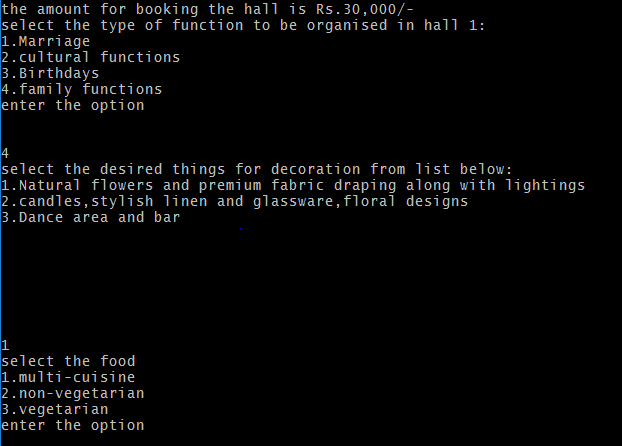 the amount for booking the hall is Rs.30,000/-
select the type of function to be organised in hall 1:
1.Marriage
2.cultural functions
3.Birthdays
4.family functions
enter the option
4
select the desired things for decoration from list below:
1.Natural flowers and premium fabric draping along with lightings
2.candles,stylish linen and glassware,floral designs
3.Dance area and bar
1
select the food
1.multi-cuisine
2.non-vegetarian
3.vegetarian
enter the option